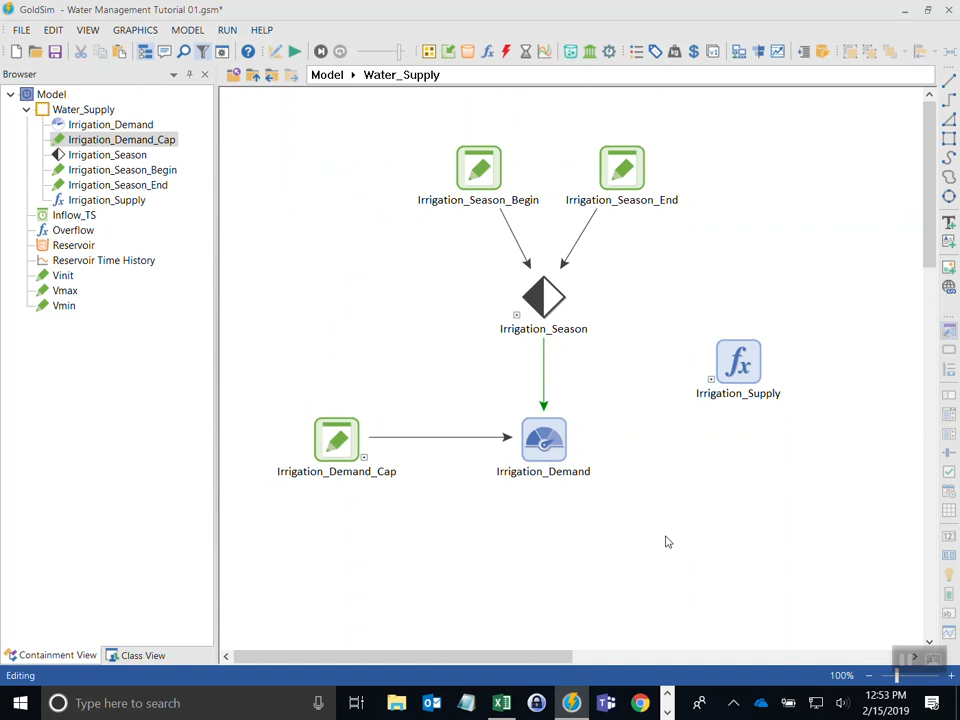 GoldSim - Water Management Tutorial 01.gsm*
FILE EDIT VIEW GRAPHICS MODEL RUN HELP
Browser
Model Water_Supply
Model
Water_Supply
Irrigation_Demand
Irrigation_Demand_Cap
Irrigation_Season
Irrigation_Season_Begin
Irrigation_Season_End
Irrigation_Supply
Inflow_TS
Overflow
Reservoir
Reservoir Time History
Vinit
Vmax
Vmin
Irrigation_Season_Begin Irrigation_Season_End
Irrigation_Season
fx
Irrigation_Supply
Irrigation_Demand_Cap Irrigation_Demand
Containment View Class View
Editing 100%
Type here to search
12:53 PM
2/15/2019